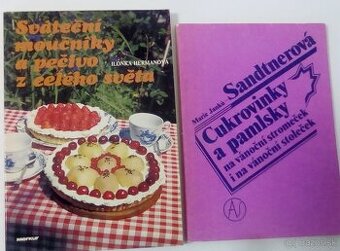 Sváteční
moučníky
a pečivo
z celého světa
ILONKA HERMANOVÁ
Marie Janků
Sandtnerová
Cukrovinky
a pamlsky
na vánoční stromeček
i na vánoční stoleček